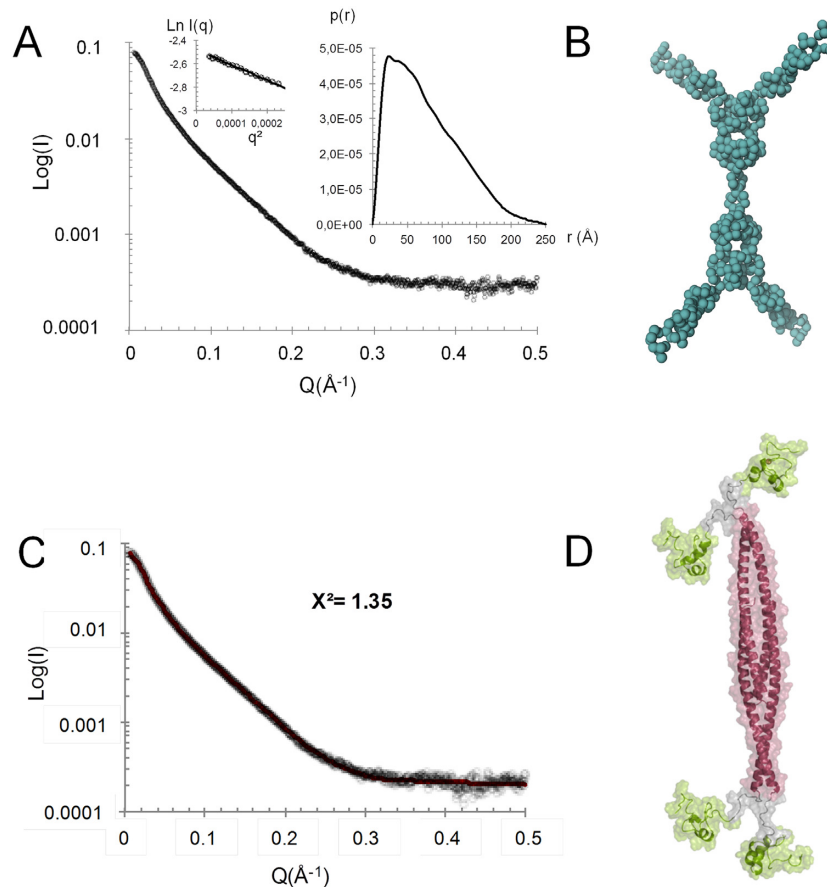 A
Ln I(q)
-2.4
-2.6
-2.8
-3
0 0,0001 0,0002
q²
p(r)
5,0E-05
4,0E-05
3,0E-05
2,0E-05
1,0E-05
0,0E+00
0 50 100 150 200 250
r (Å)
Log(I)
0.1
0.01
0.001
0.0001
0 0.1 0.2 0.3 0.4 0.5
Q(Å⁻¹)
B
C
X²= 1.35
Log(I)
0.1
0.01
0.001
0.0001
0 0.1 0.2 0.3 0.4 0.5
Q(Å⁻¹)
D